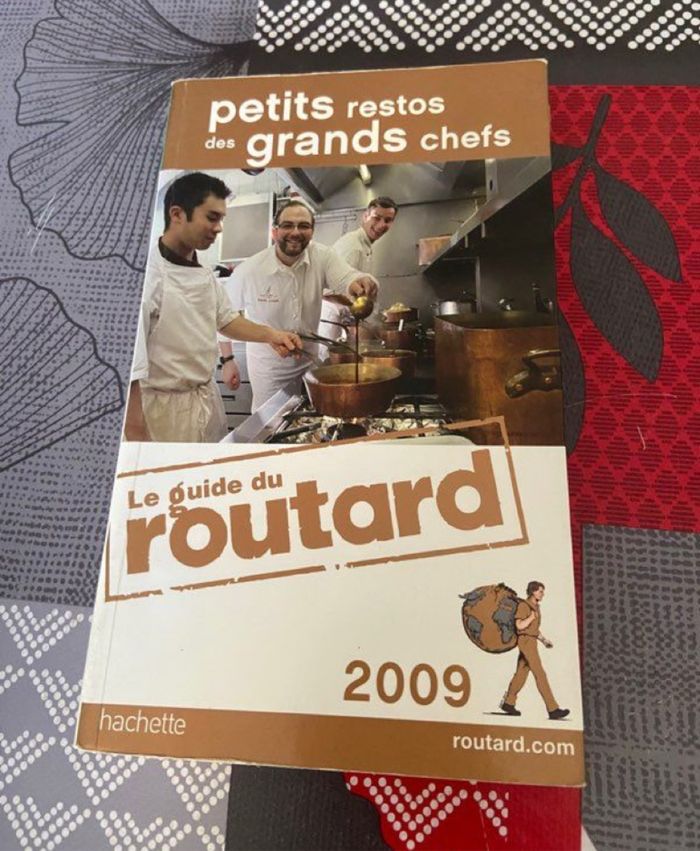 petits restos
des grands chefs
Le guide du
routard
2009
hachette
routard.com